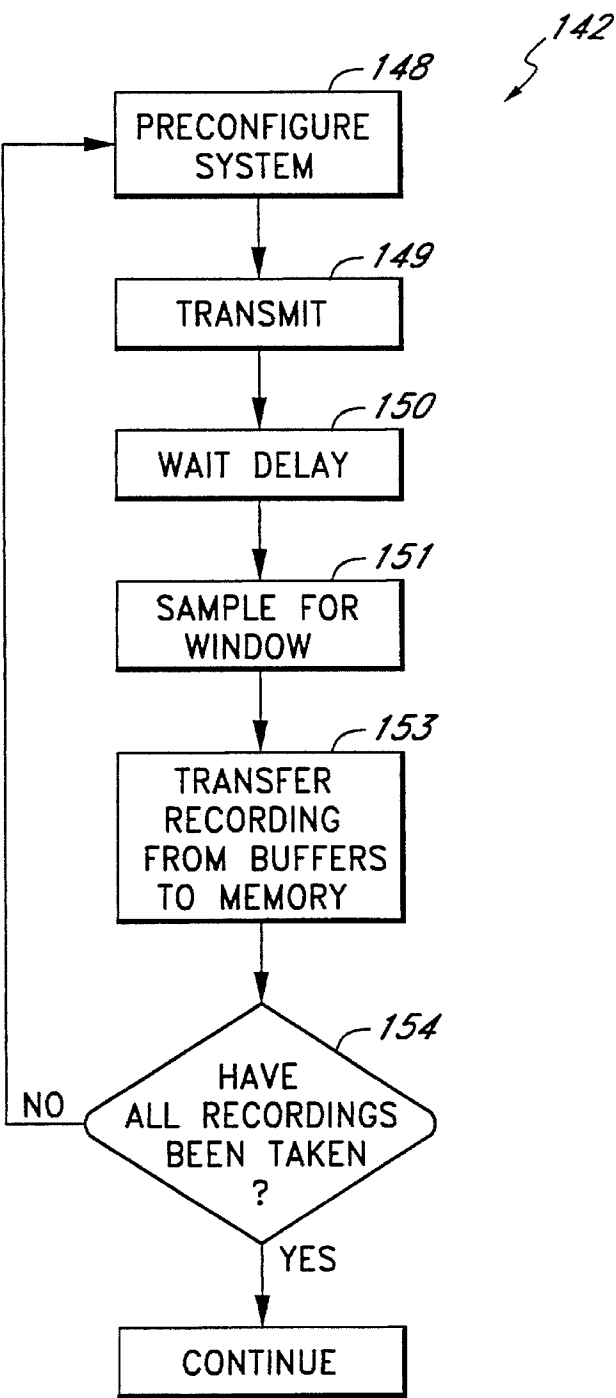 142
148
PRECONFIGURE
SYSTEM
149
TRANSMIT
150
WAIT DELAY
151
SAMPLE FOR
WINDOW
153
TRANSFER
RECORDING
FROM BUFFERS
TO MEMORY
154
HAVE
ALL RECORDINGS
BEEN TAKEN
?
NO
YES
CONTINUE